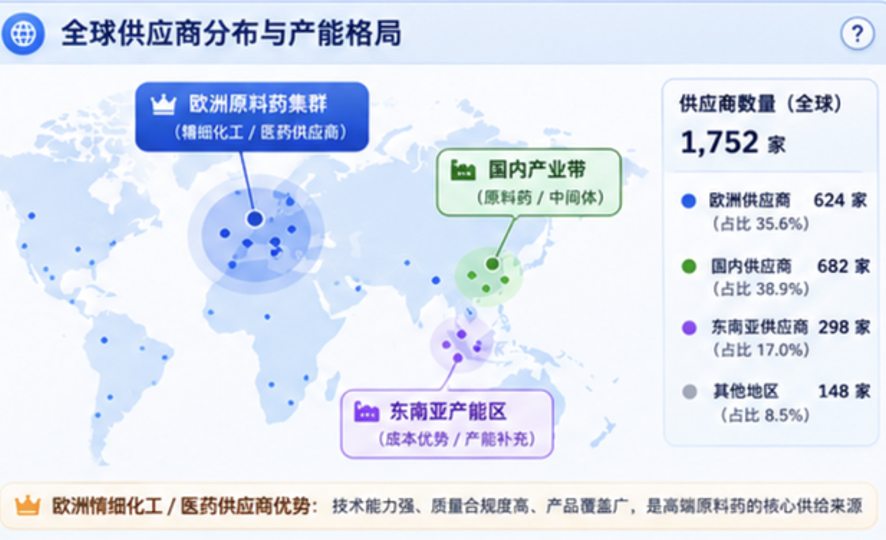 全球供应商分布与产能格局
?
欧洲原料药集群
（精细化工 / 医药供应商）
国内产业带
（原料药 / 中间体）
东南亚产能区
（成本优势 / 产能补充）
供应商数量（全球）
1,752 家
欧洲供应商 624 家
（占比 35.6%）
国内供应商 682 家
（占比 38.9%）
东南亚供应商 298 家
（占比 17.0%）
其他地区 148 家
（占比 8.5%）
欧洲情细化工 / 医药供应商优势： 技术能力强、质量合规度高、产品覆盖广，是高端原料药的核心供给来源